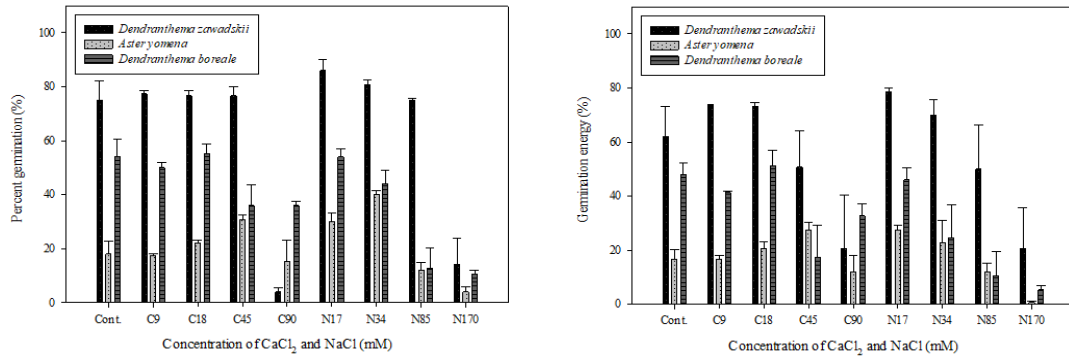 Dendranthema zawadskii
Aster yomena
Dendranthema boreale
Percent germination (%)
100
80
60
40
20
0
Cont. C9 C18 C45 C90 N17 N34 N85 N170
Concentration of CaCl₂ and NaCl (mM)
Dendranthema zawadskii
Aster yomena
Dendranthema boreale
Germination energy (%)
100
80
60
40
20
0
Cont. C9 C18 C45 C90 N17 N34 N85 N170
Concentration of CaCl₂ and NaCl (mM)